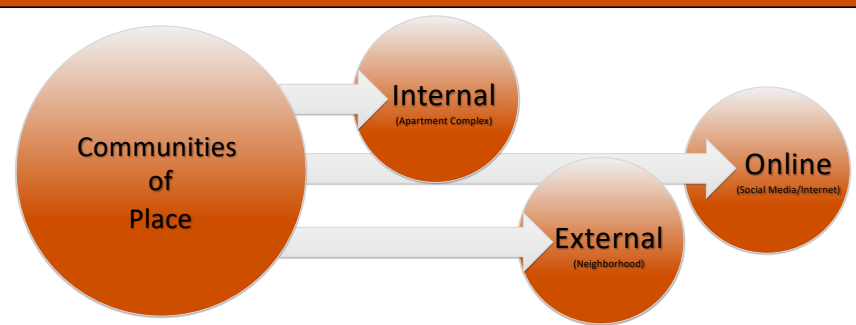 Communities
of
Place
Internal
(Apartment Complex)
Online
(Social Media/Internet)
External
(Neighborhood)